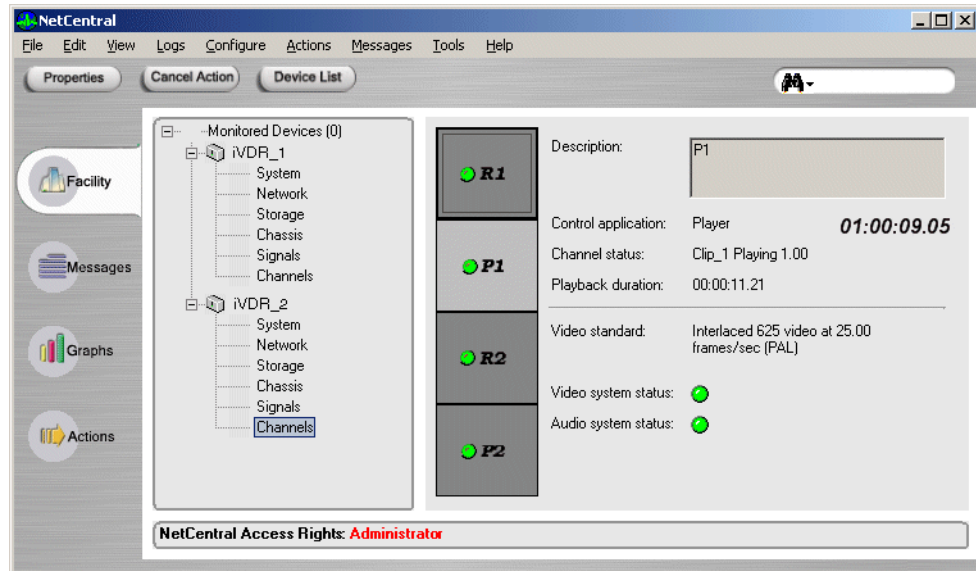 NetCentral
File Edit View Logs Configure Actions Messages Tools Help
Properties Cancel Action Device List
Facility
Messages
Graphs
Actions
Monitored Devices (0)
iVDR_1
System
Network
Storage
Chassis
Signals
Channels
iVDR_2
System
Network
Storage
Chassis
Signals
Channels
R1
P1
R2
P2
Description: P1
Control application: Player 01:00:09.05
Channel status: Clip_1 Playing 1.00
Playback duration: 00:00:11.21
Video standard: Interlaced 625 video at 25.00
frames/sec (PAL)
Video system status:
Audio system status:
NetCentral Access Rights: Administrator